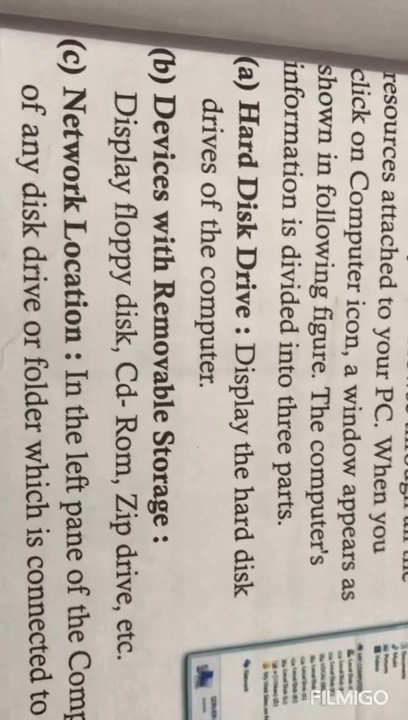 resources attached to your PC. When you
click on Computer icon, a window appears as
shown in following figure. The computer's
information is divided into three parts.
(a) Hard Disk Drive : Display the hard disk
drives of the computer.
(b) Devices with Removable Storage :
Display floppy disk, Cd- Rom, Zip drive, etc.
(c) Network Location : In the left pane of the Comp
of any disk drive or folder which is connected to
FILMIGO